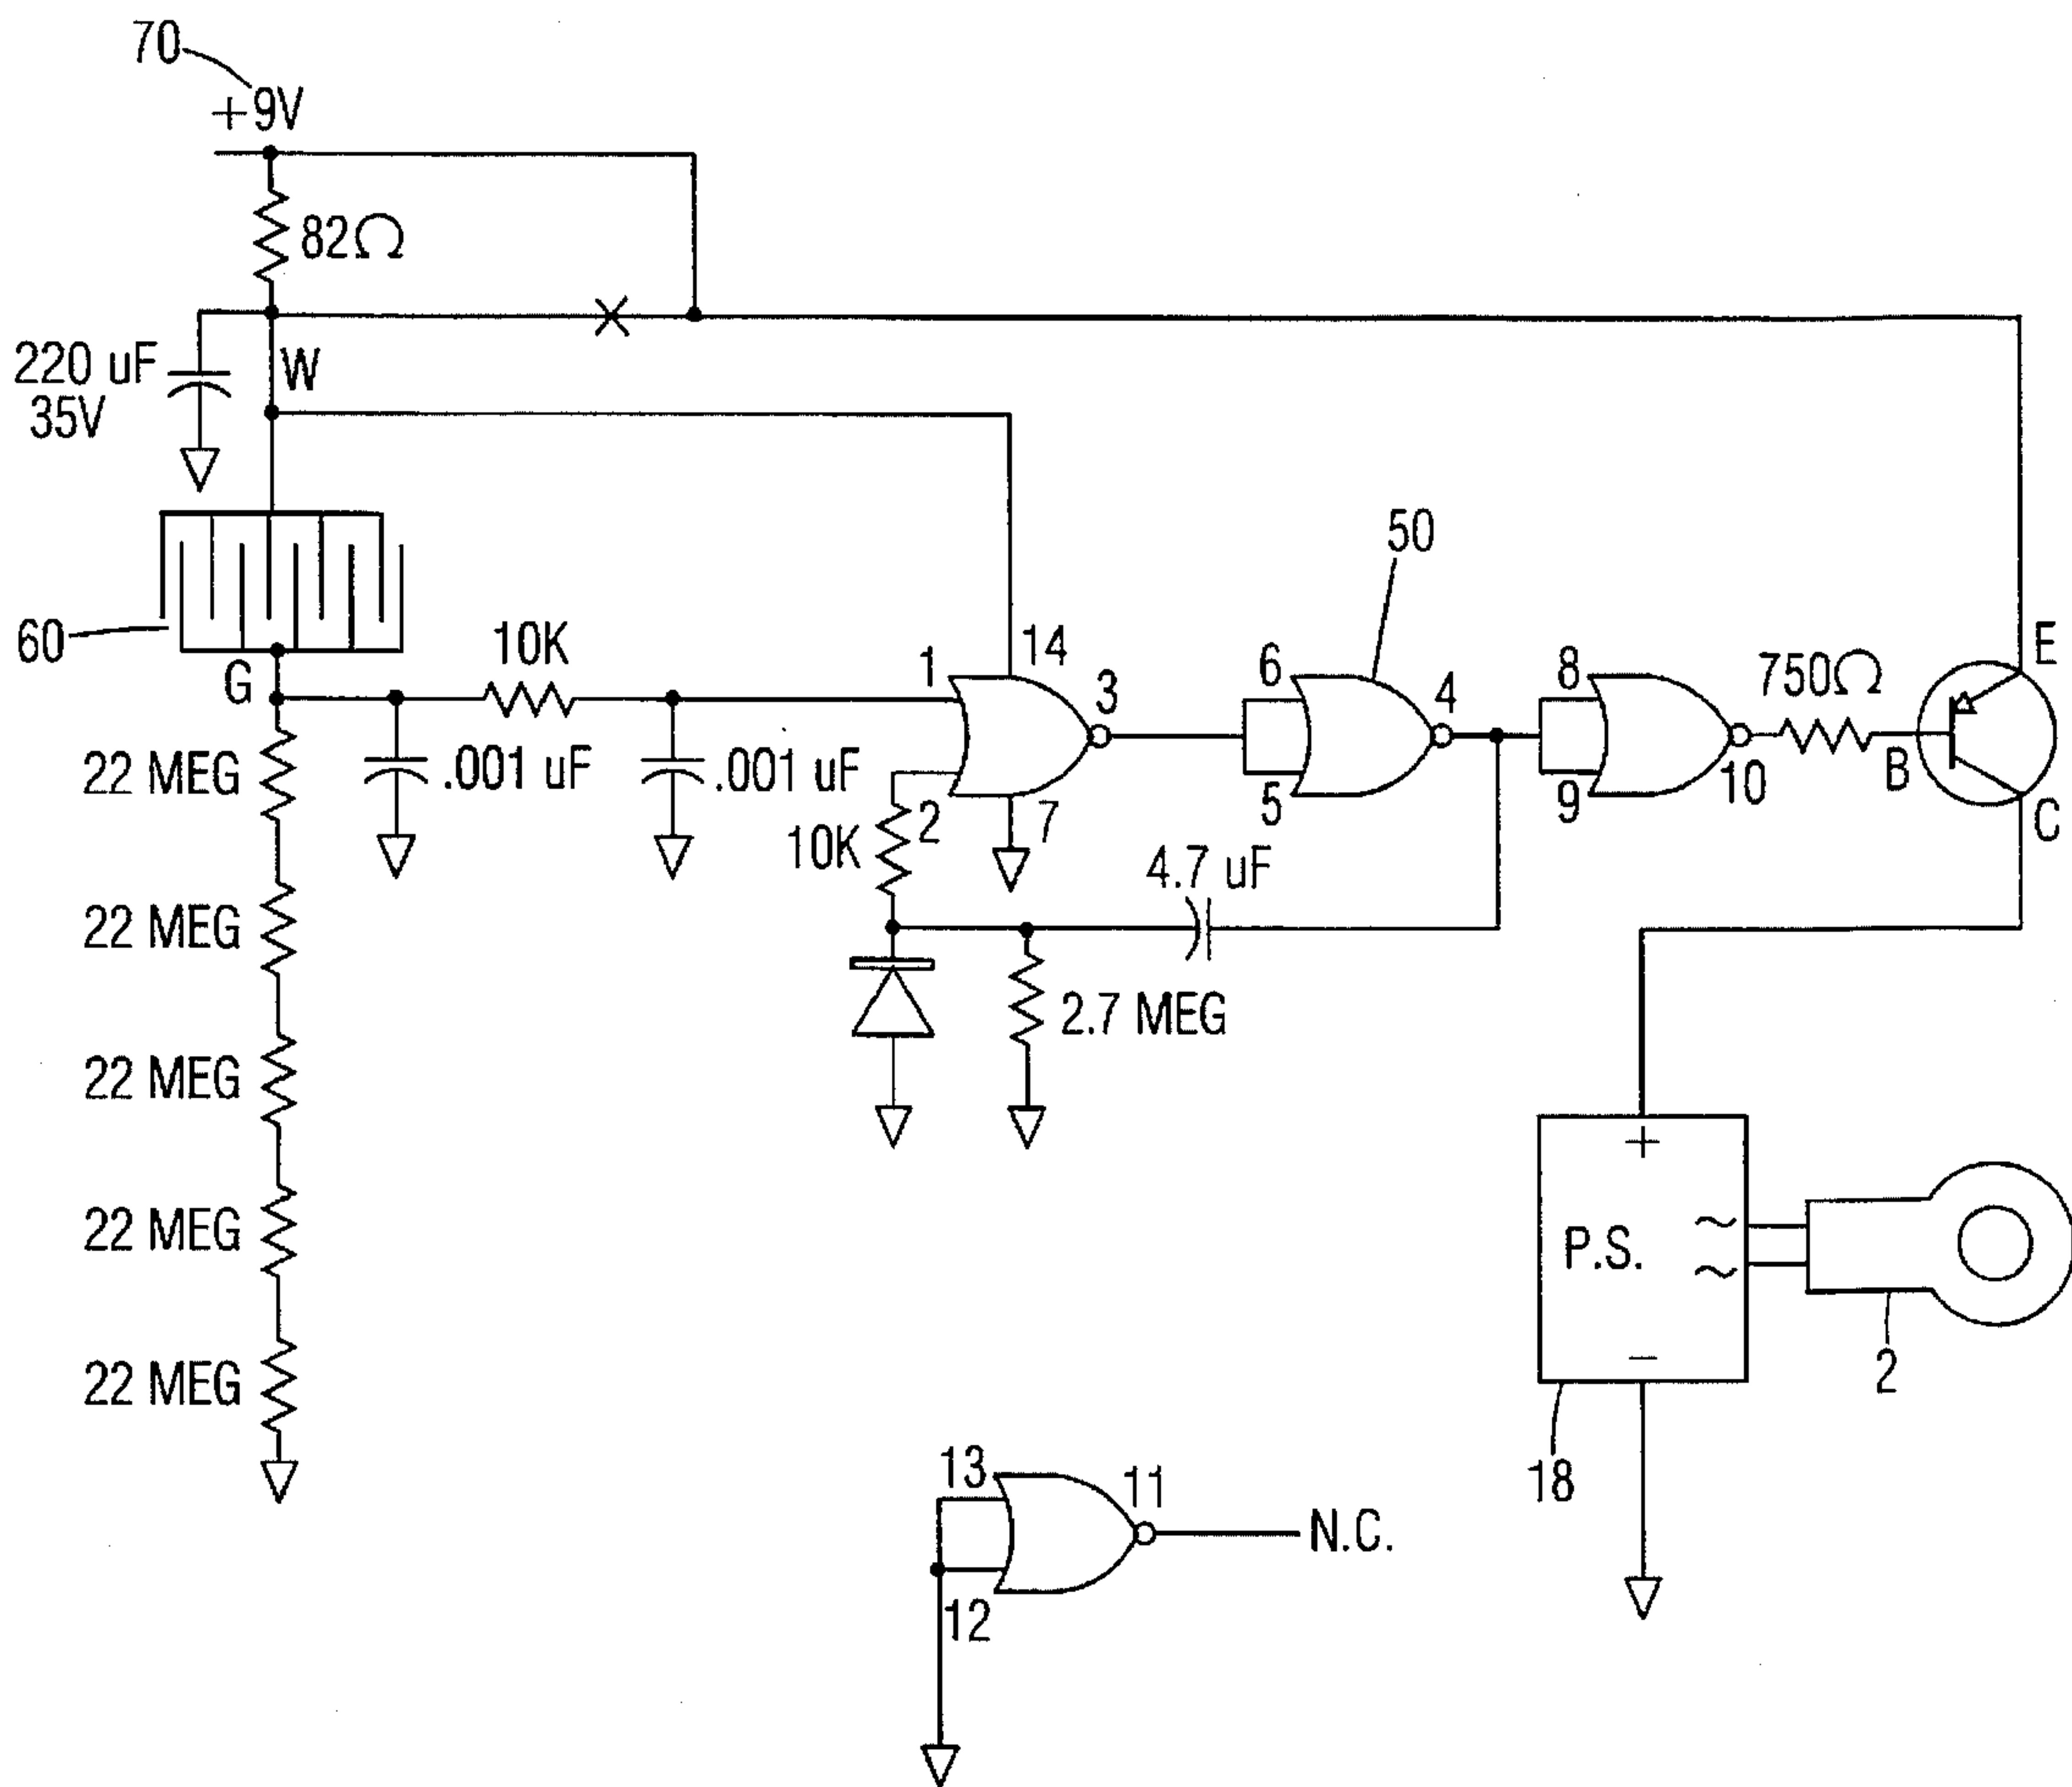 70
+9V
82Ω
220 uF
35V
W
60
G
10K
1
14
3
6
50
4
8
750Ω
E
22 MEG
.001 uF
.001 uF
2
7
5
9
10
B
C
10K
4.7 uF
22 MEG
22 MEG
2.7 MEG
22 MEG
22 MEG
+
P.S.
~
~
−
18
2
13
11
N.C.
12